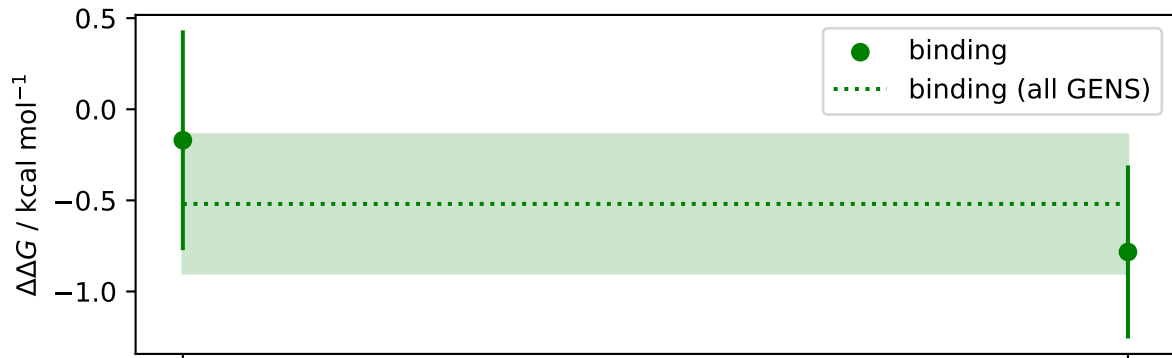 0.5
0.0
−0.5
−1.0
ΔΔG / kcal mol⁻¹
binding
binding (all GENS)